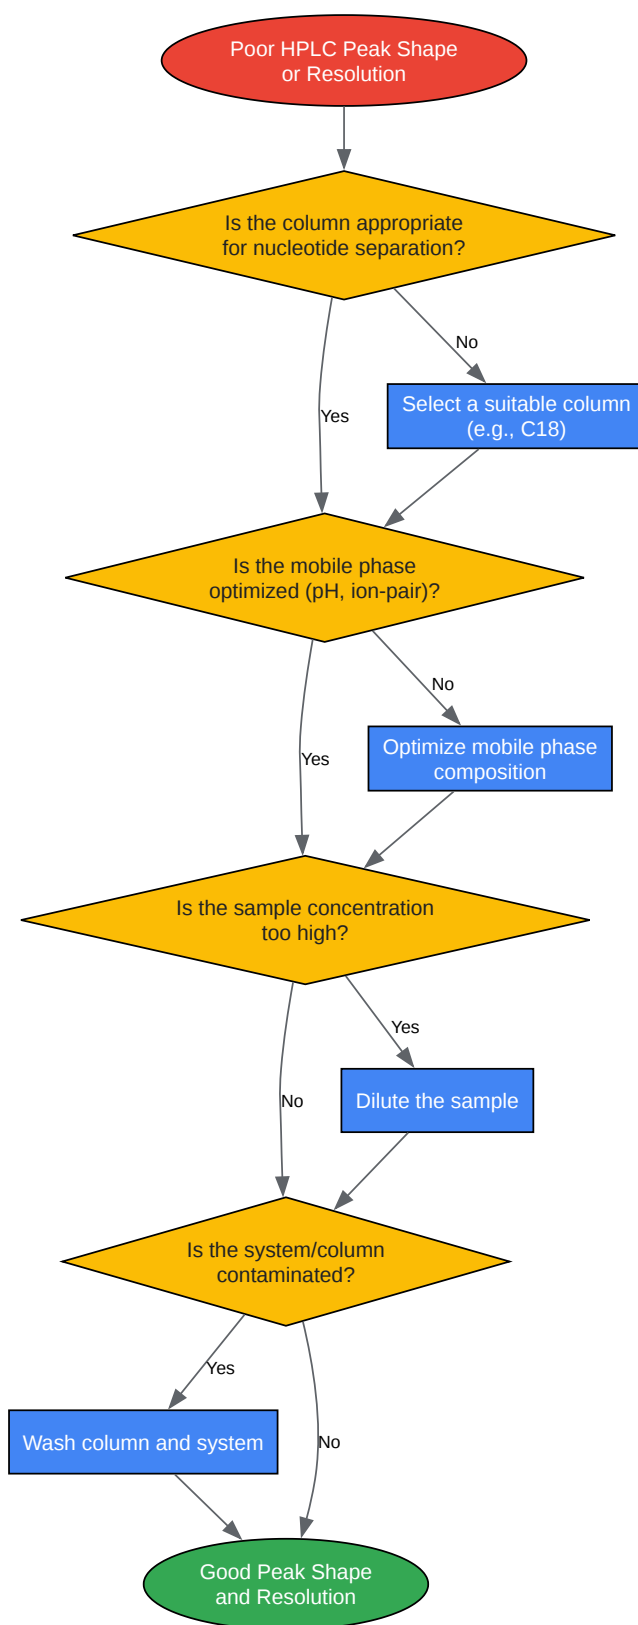 Poor HPLC Peak Shape
or Resolution
Is the column appropriate
for nucleotide separation?
No
Yes
Select a suitable column
(e.g., C18)
Is the mobile phase
optimized (pH, ion-pair)?
No
Yes
Optimize mobile phase
composition
Is the sample concentration
too high?
Yes
No
Dilute the sample
Is the system/column
contaminated?
Yes
No
Wash column and system
Good Peak Shape
and Resolution